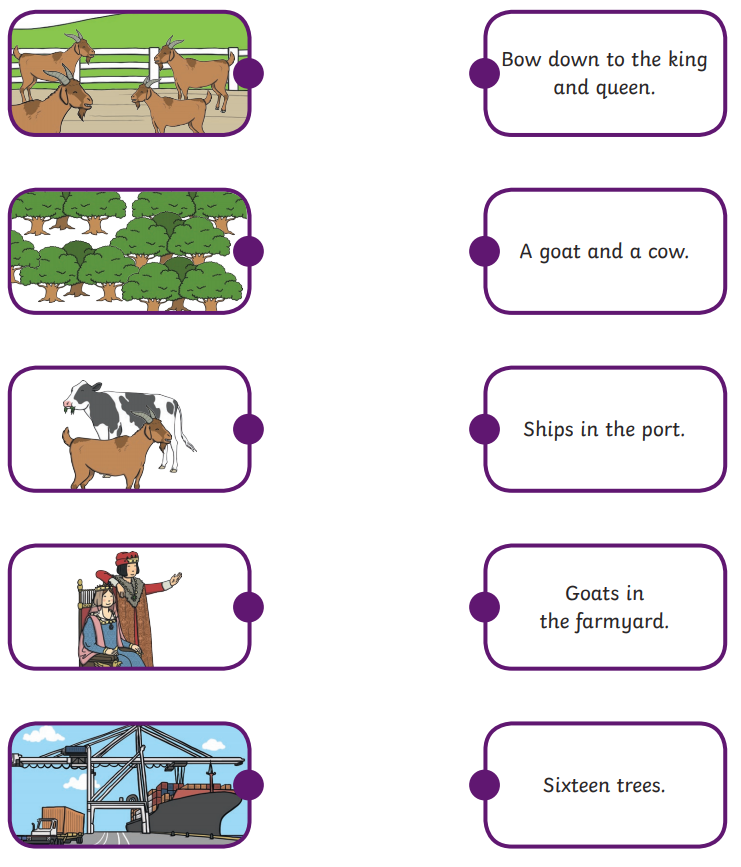 Bow down to the king
and queen.
A goat and a cow.
Ships in the port.
Goats in
the farmyard.
Sixteen trees.